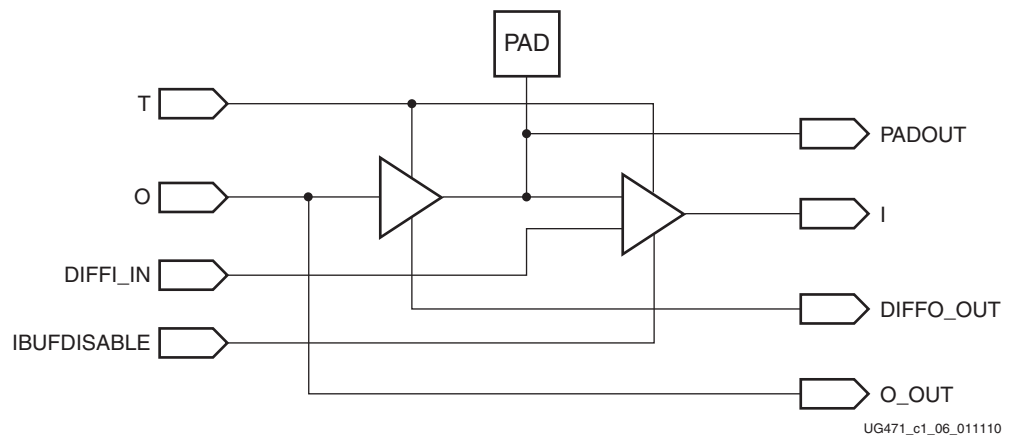 PAD
T
PADOUT
O
I
DIFFI_IN
DIFFO_OUT
IBUFDISABLE
O_OUT
UG471_c1_06_011110